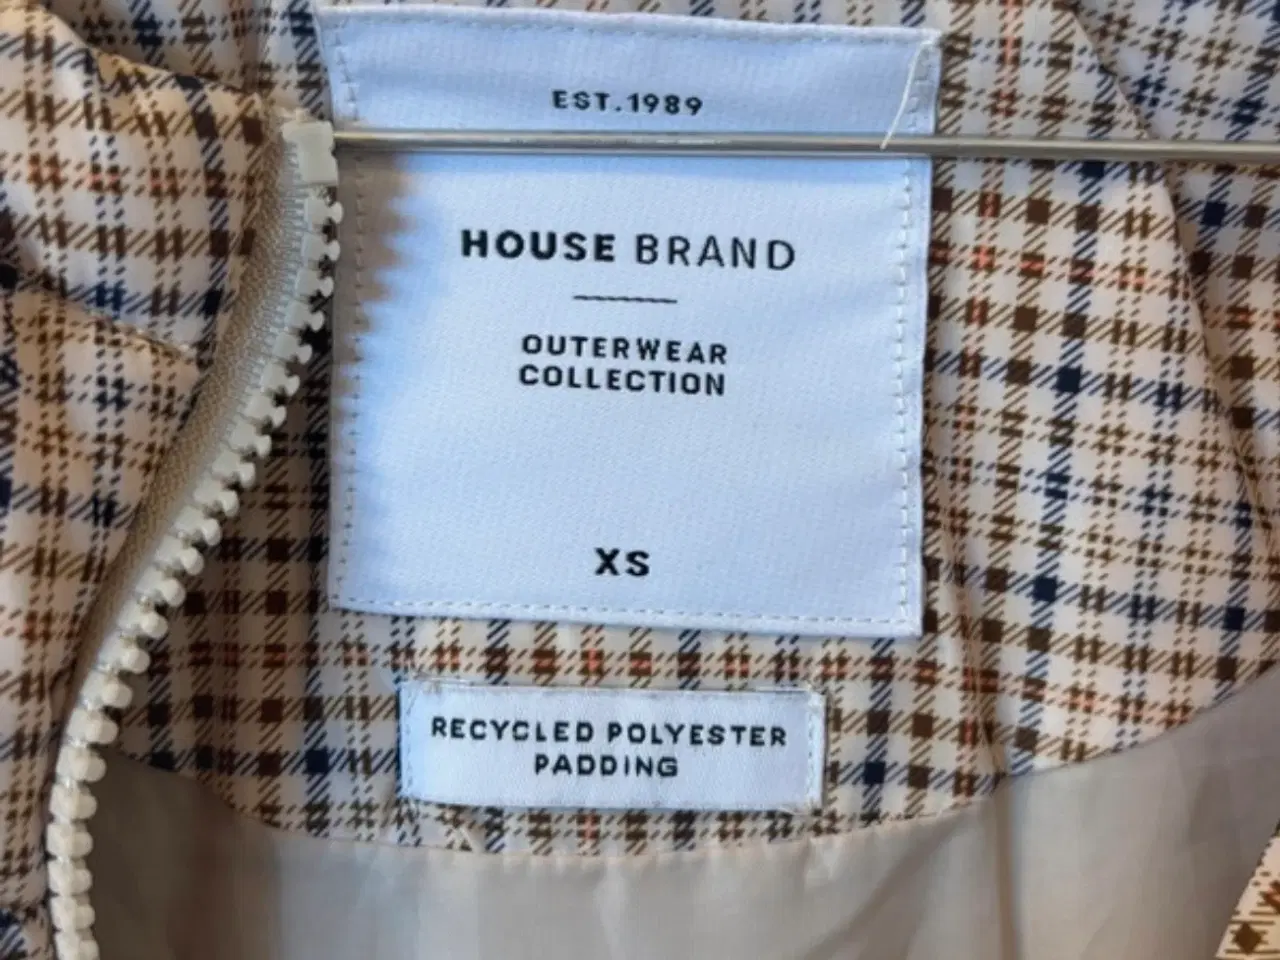 EST.1989
HOUSE BRAND
OUTERWEAR
COLLECTION
XS
RECYCLED POLYESTER
PADDING